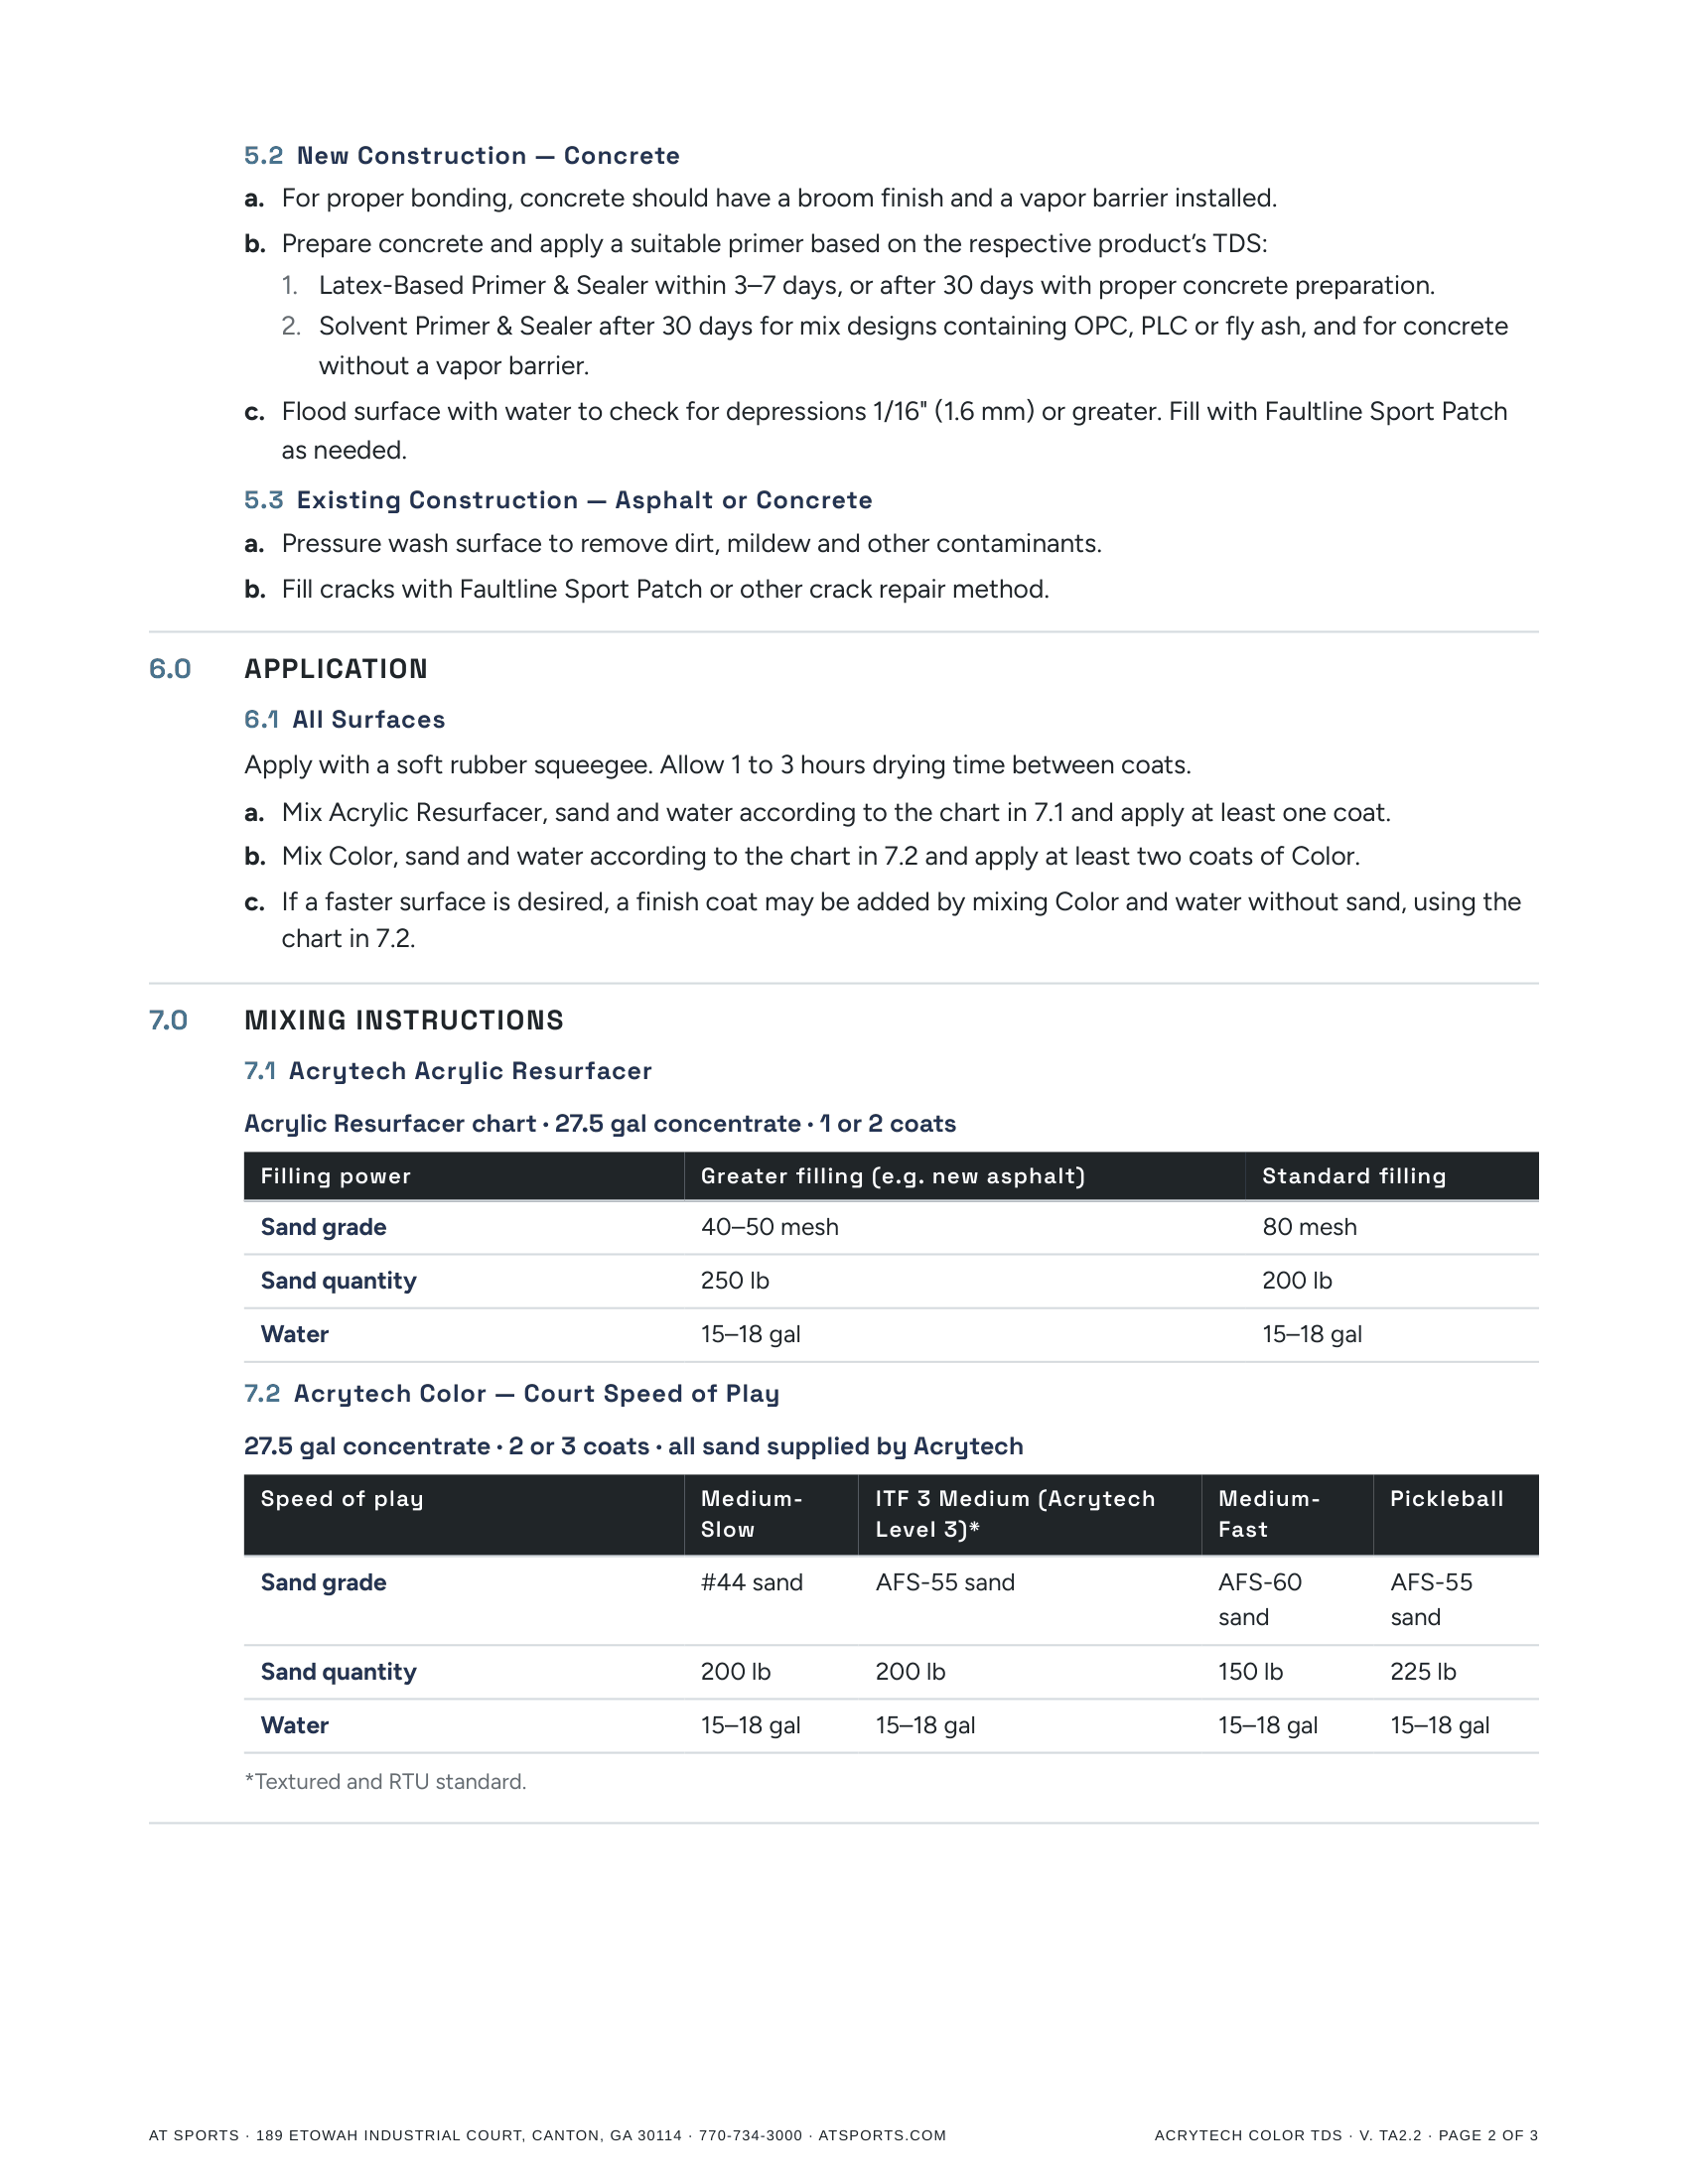 5.2 New Construction — Concrete
a. For proper bonding, concrete should have a broom finish and a vapor barrier installed.
b. Prepare concrete and apply a suitable primer based on the respective product’s TDS:
1. Latex-Based Primer & Sealer within 3–7 days, or after 30 days with proper concrete preparation.
2. Solvent Primer & Sealer after 30 days for mix designs containing OPC, PLC or fly ash, and for concrete
without a vapor barrier.
c. Flood surface with water to check for depressions 1/16" (1.6 mm) or greater. Fill with Faultline Sport Patch
as needed.
5.3 Existing Construction — Asphalt or Concrete
a. Pressure wash surface to remove dirt, mildew and other contaminants.
b. Fill cracks with Faultline Sport Patch or other crack repair method.
6.0 APPLICATION
6.1 All Surfaces
Apply with a soft rubber squeegee. Allow 1 to 3 hours drying time between coats.
a. Mix Acrylic Resurfacer, sand and water according to the chart in 7.1 and apply at least one coat.
b. Mix Color, sand and water according to the chart in 7.2 and apply at least two coats of Color.
c. If a faster surface is desired, a finish coat may be added by mixing Color and water without sand, using the
chart in 7.2.
7.0 MIXING INSTRUCTIONS
7.1 Acrytech Acrylic Resurfacer
Acrylic Resurfacer chart · 27.5 gal concentrate · 1 or 2 coats
Filling power Greater filling (e.g. new asphalt) Standard filling
Sand grade 40–50 mesh 80 mesh
Sand quantity 250 lb 200 lb
Water 15–18 gal 15–18 gal
7.2 Acrytech Color — Court Speed of Play
27.5 gal concentrate · 2 or 3 coats · all sand supplied by Acrytech
Speed of play Medium- ITF 3 Medium (Acrytech Medium- Pickleball
Slow Level 3)* Fast
Sand grade #44 sand AFS-55 sand AFS-60 AFS-55
sand sand
Sand quantity 200 lb 200 lb 150 lb 225 lb
Water 15–18 gal 15–18 gal 15–18 gal 15–18 gal
*Textured and RTU standard.
AT SPORTS · 189 ETOWAH INDUSTRIAL COURT, CANTON, GA 30114 · 770-734-3000 · ATSPORTS.COM ACRYTECH COLOR TDS · V. TA2.2 · PAGE 2 OF 3